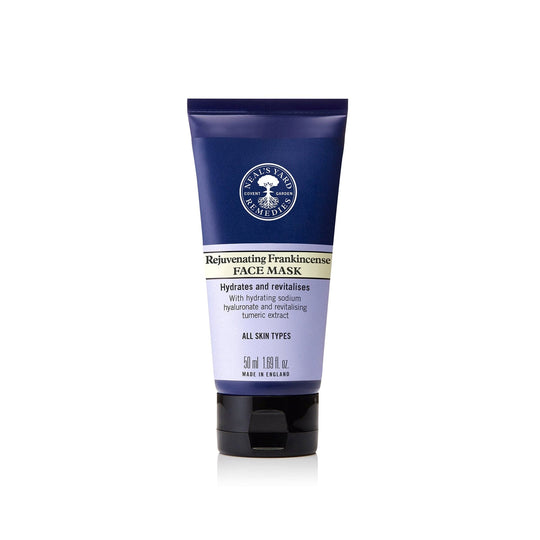 NEAL'S YARD
COVENT GARDEN
REMEDIES
Rejuvenating Frankincense
FACE MASK
Hydrates and revitalises
With hydrating sodium
hyaluronate and revitalising
tumeric extract
ALL SKIN TYPES
50 ml 1.69 fl. oz.
MADE IN ENGLAND